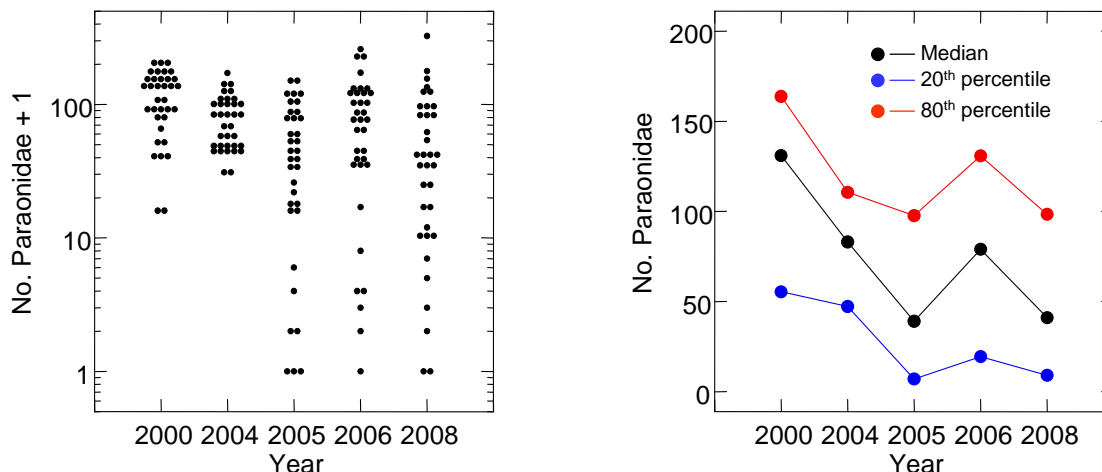 No. Paraonidae + 1
100
10
1
2000 2004 2005 2006 2008
Year
No. Paraonidae
200
150
100
50
0
Median
20th percentile
80th percentile
2000 2004 2005 2006 2008
Year